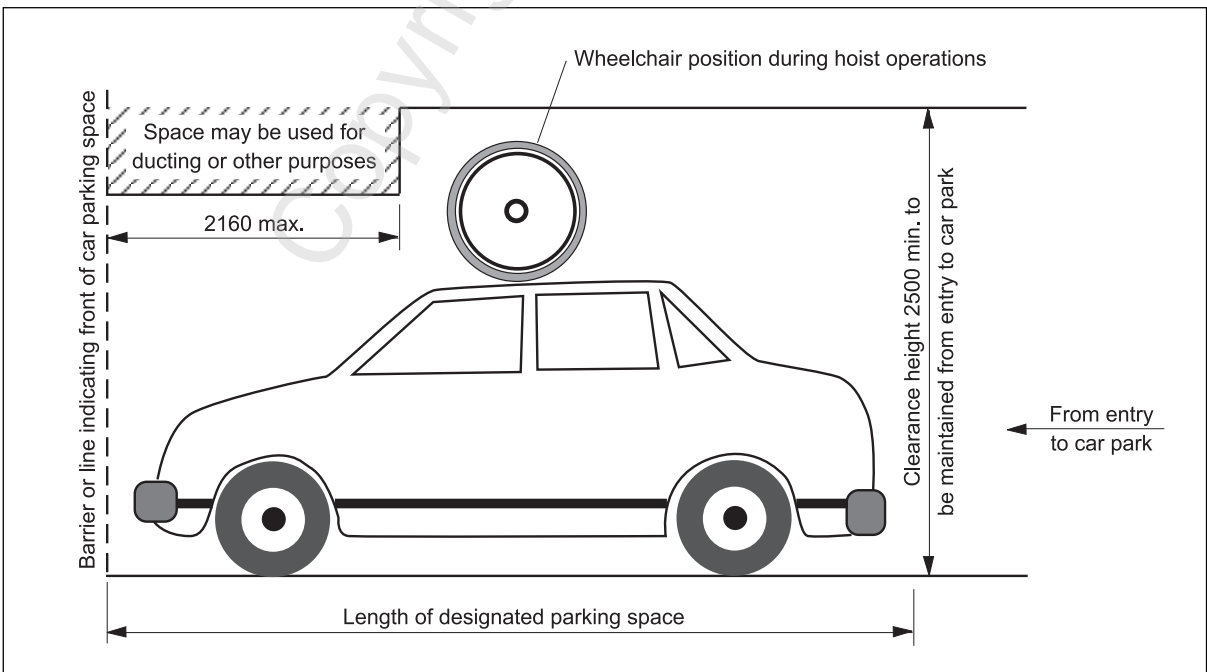 Copyri
Wheelchair position during hoist operations
Barrier or line indicating front of car parking space
Space may be used for
ducting or other purposes
2160 max.
Clearance height 2500 min. to
be maintained from entry to car park
From entry
to car park
Length of designated parking space